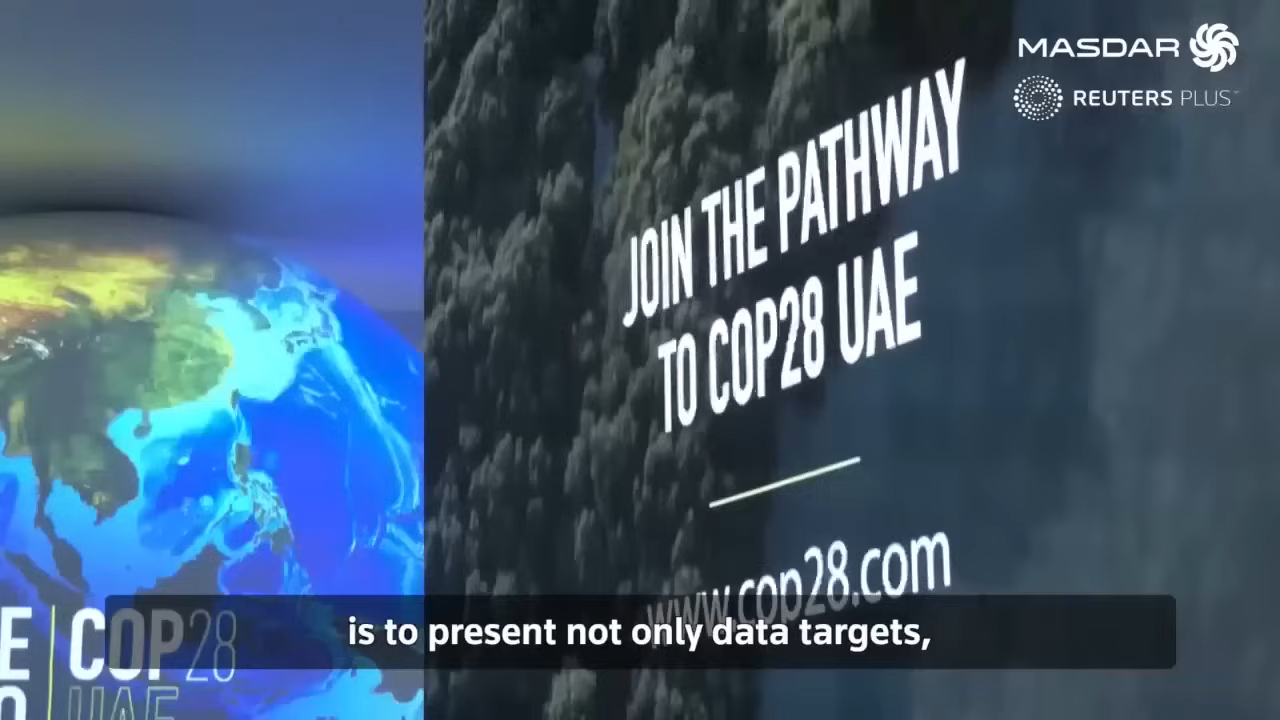 MASDAR
REUTERS PLUS
JOIN THE PATHWAY
TO COP28 UAE
www.cop28.com
is to present not only data targets,
E COP28
UAE